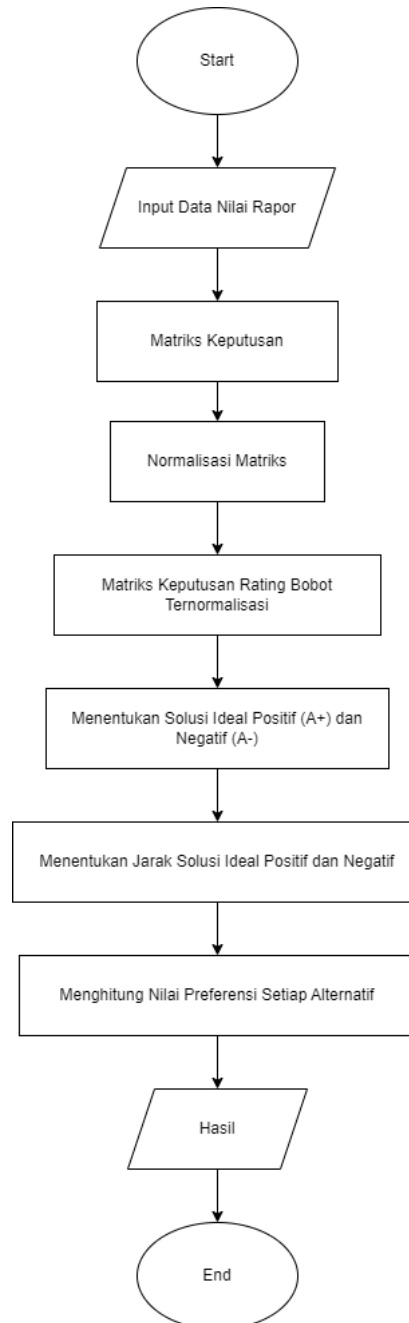 Start
Input Data Nilai Rapor
Matriks Keputusan
Normalisasi Matriks
Matriks Keputusan Rating Bobot
Ternormalisasi
Menentukan Solusi Ideal Positif (A+) dan
Negatif (A-)
Menentukan Jarak Solusi Ideal Positif dan Negatif
Menghitung Nilai Preferensi Setiap Alternatif
Hasil
End